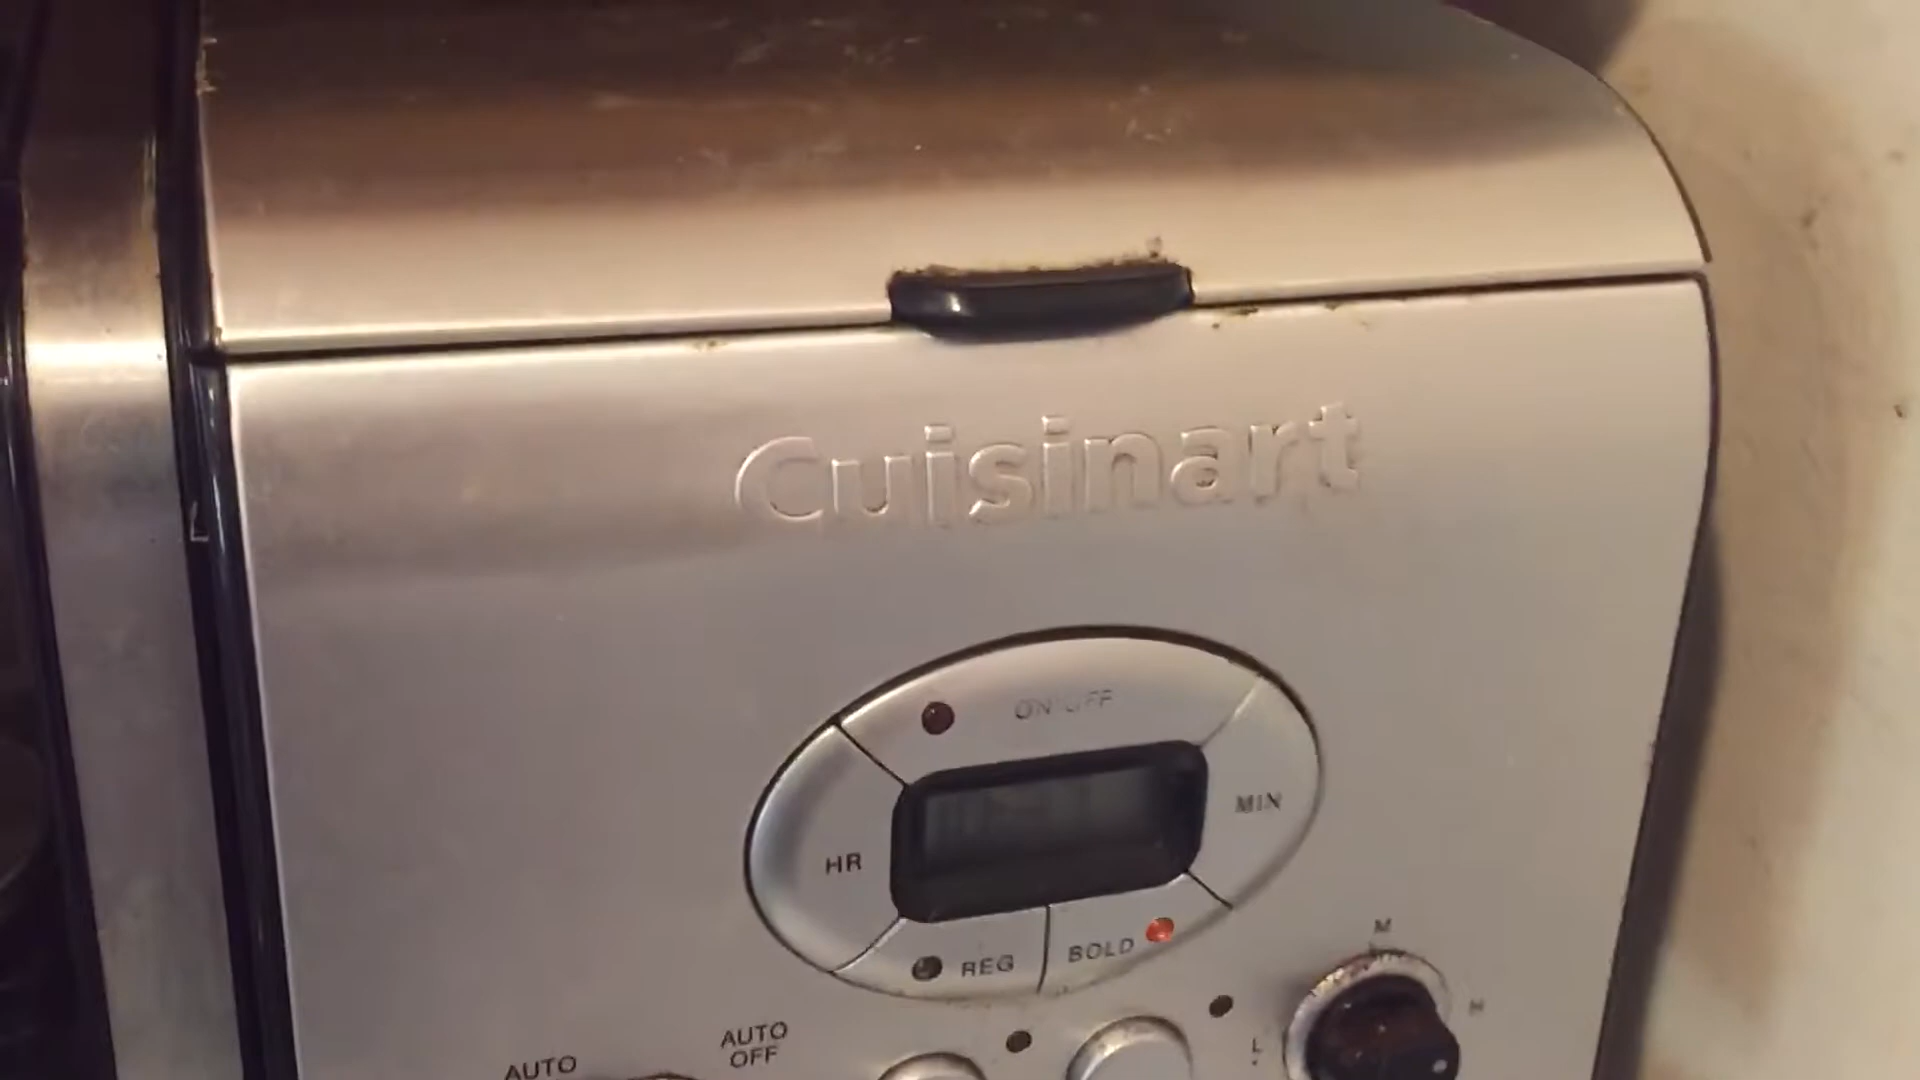 Cuisinart
ON/OFF
HR
MIN
REG
BOLD
M
H
L
AUTO
OFF
AUTO